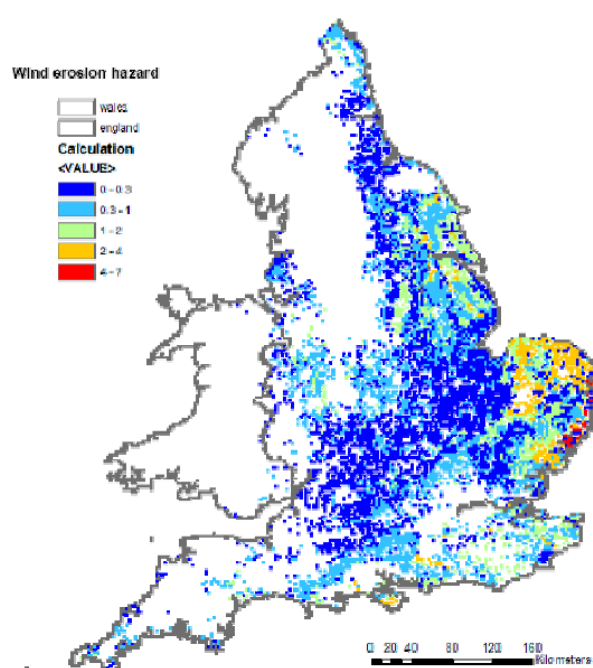 Wind erosion hazard
wales
england
Calculation
<VALUE>
0 - 0.3
0.3 - 1
1 - 2
2 - 4
4 - 7
0 20 40 80 120 160
Kilometers